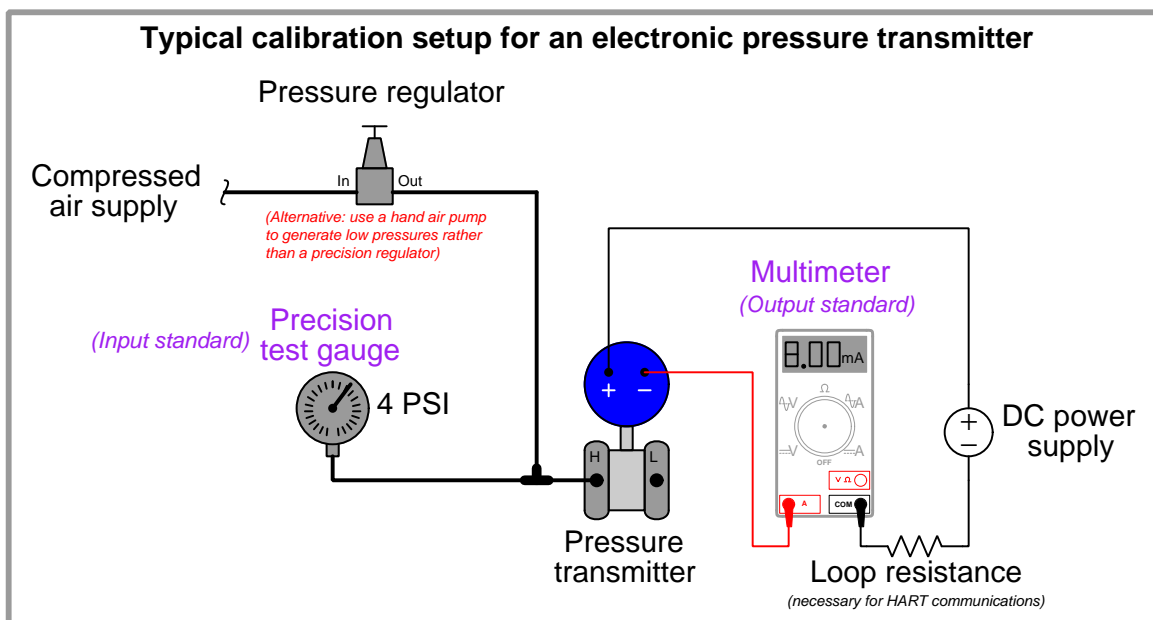 Typical calibration setup for an electronic pressure transmitter
Pressure regulator
Compressed
air supply
In
Out
(Alternative: use a hand air pump
to generate low pressures rather
than a precision regulator)
Multimeter
(Output standard)
(Input standard)
Precision
test gauge
4 PSI
8.00 mA
Ω
V
A
V
A
OFF
V Ω
A
COM
+
−
H
L
+
−
DC power
supply
Pressure
transmitter
Loop resistance
(necessary for HART communications)